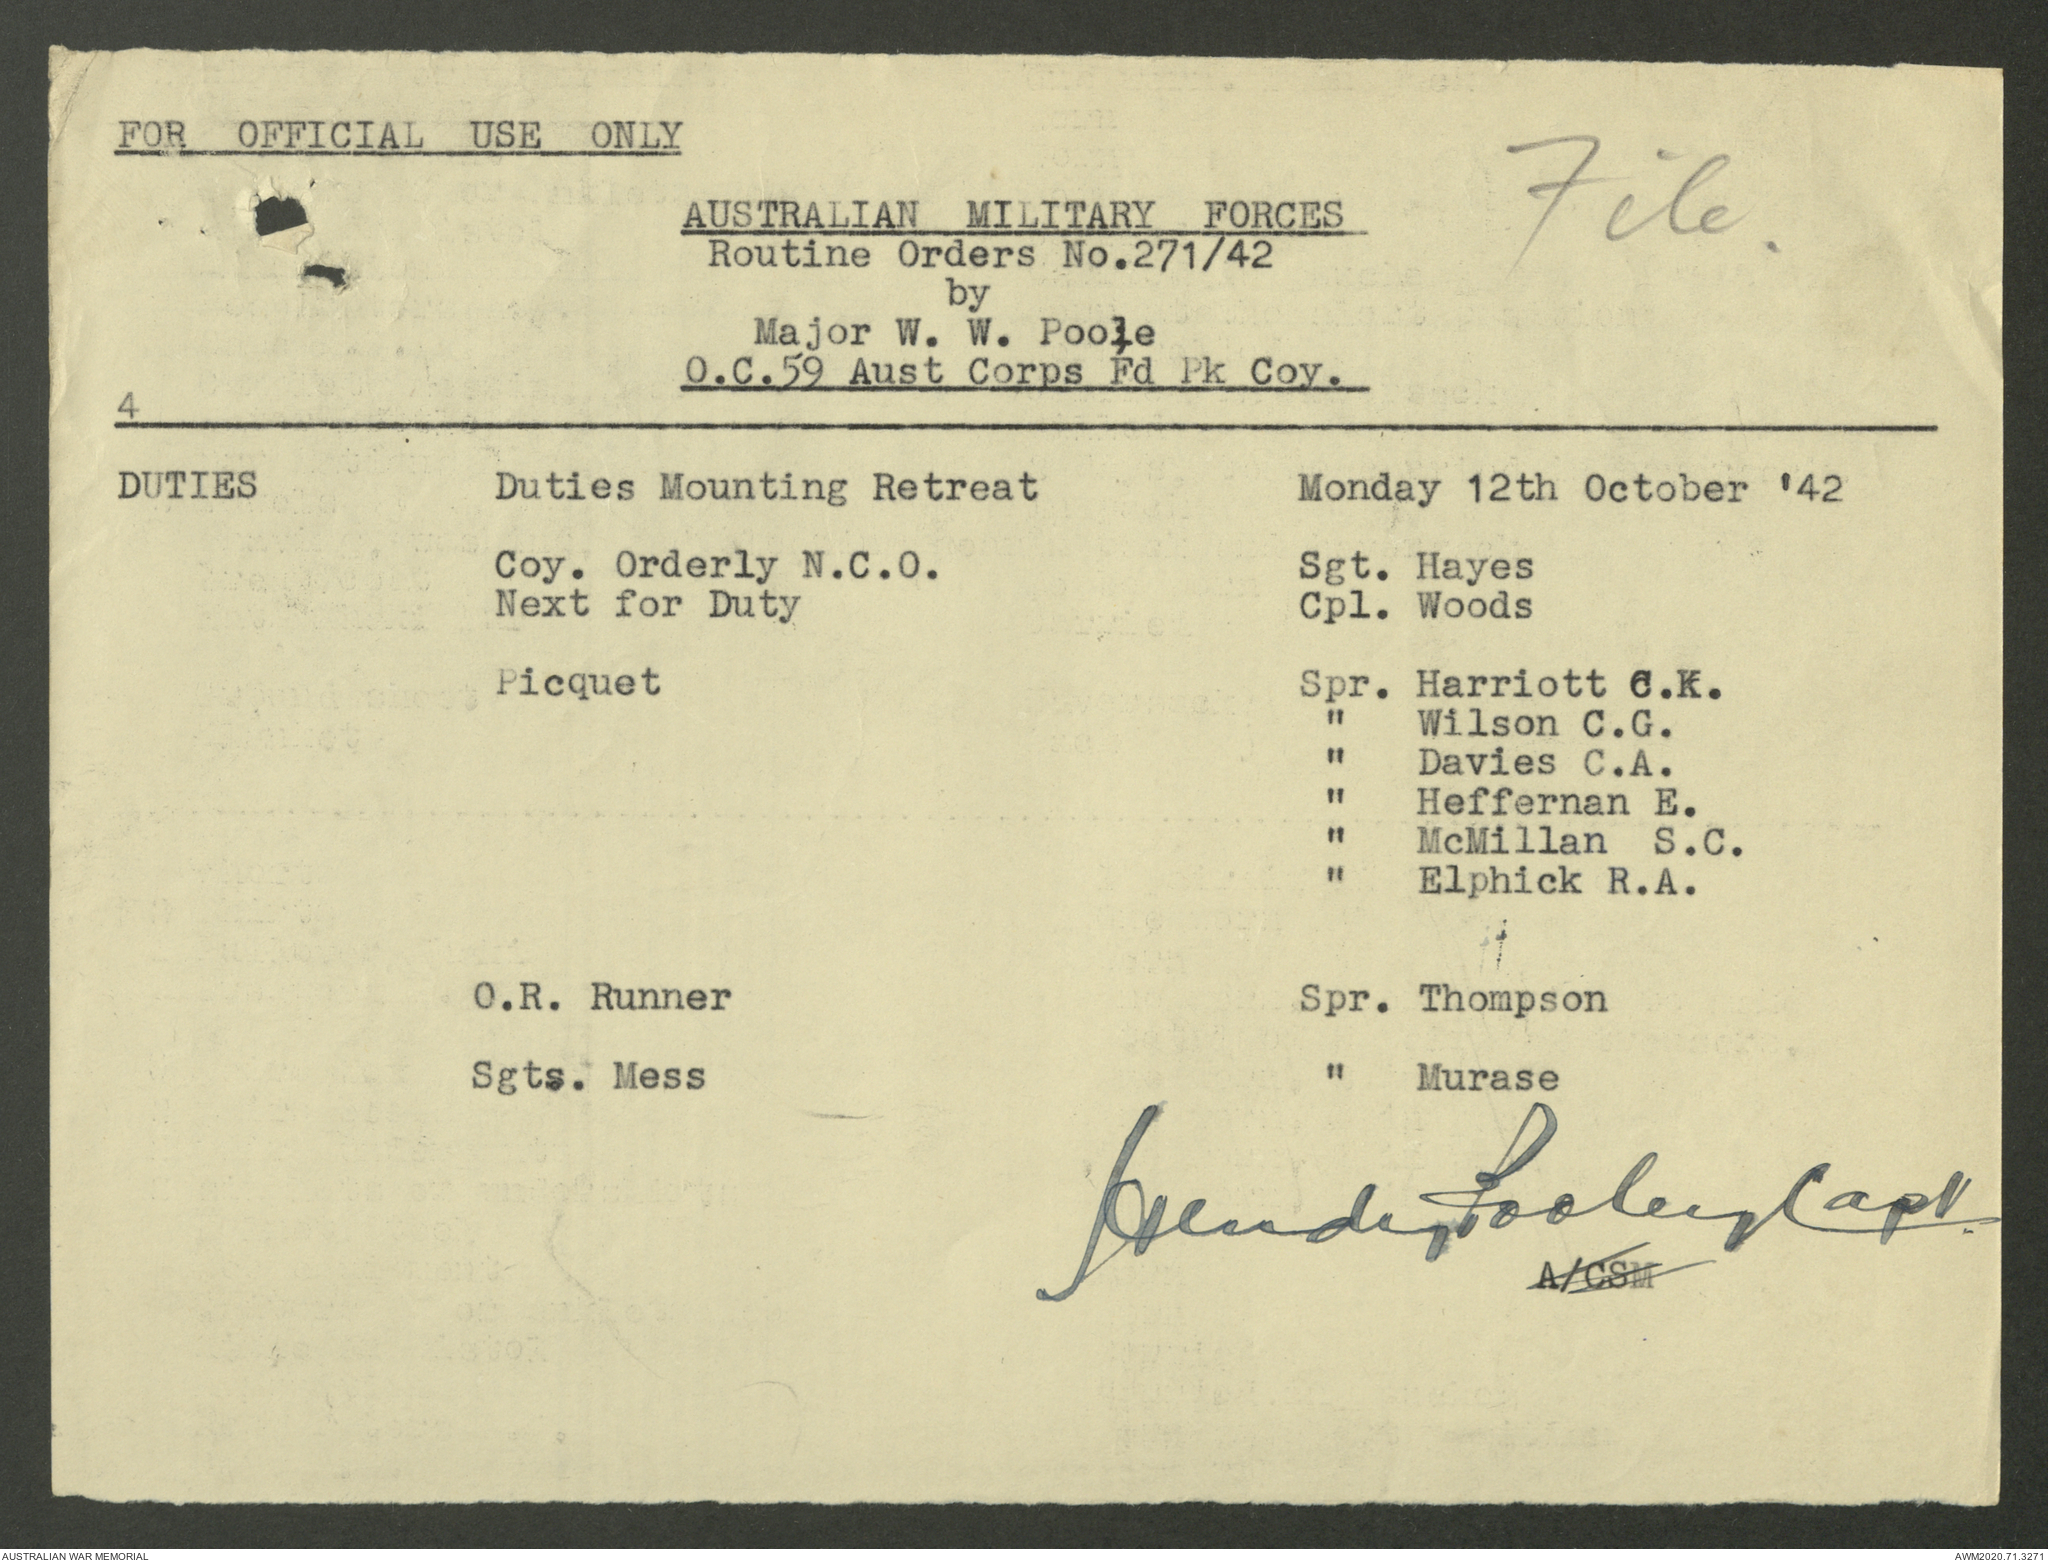 FOR OFFICIAL USE ONLY
File.
AUSTRALIAN MILITARY FORCES
Routine Orders No.271/42
by
Major W. W. Poole
O.C.59 Aust Corps Fd Pk Coy.
4
DUTIES Duties Mounting Retreat Monday 12th October '42
Coy. Orderly N.C.O. Sgt. Hayes
Next for Duty Cpl. Woods
Picquet Spr. Harriott C.K.
" Wilson C.G.
" Davies C.A.
" Heffernan E.
" McMillan S.C.
" Elphick R.A.
O.R. Runner Spr. Thompson
Sgts. Mess " Murase
Capt.
A/CSM
AUSTRALIAN WAR MEMORIAL AWM2020.71.3271